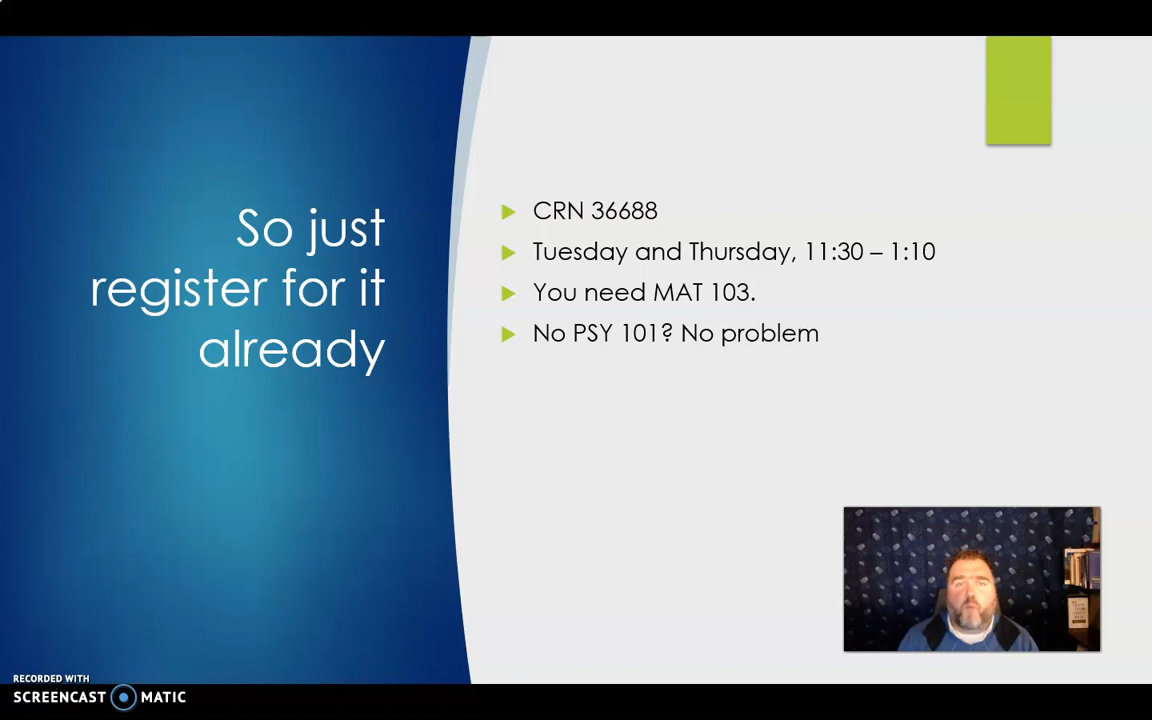 So just
register for it
already
CRN 36688
Tuesday and Thursday, 11:30 – 1:10
You need MAT 103.
No PSY 101? No problem
RECORDED WITH
SCREENCAST MATIC